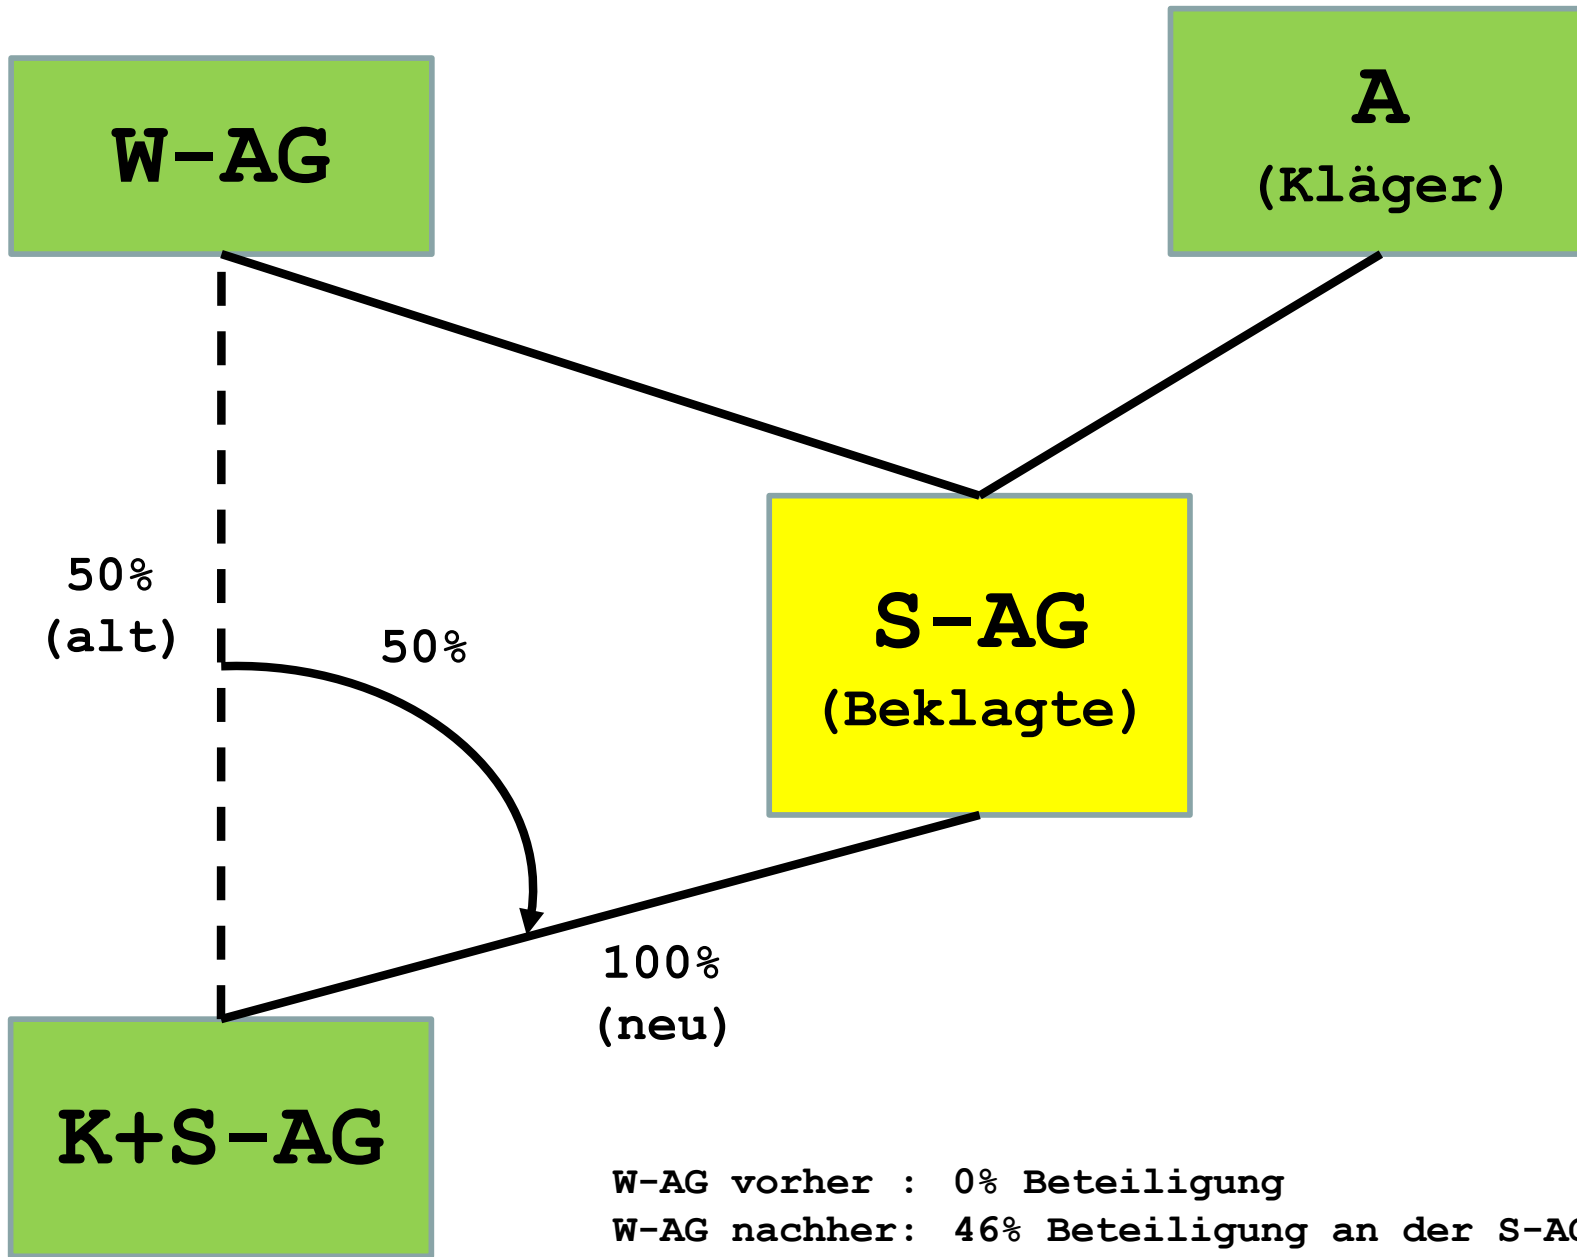 W-AG
A
(Kläger)
50%
(alt)
50%
S-AG
(Beklagte)
100%
(neu)
K+S-AG
W-AG vorher : 0% Beteiligung
W-AG nachher: 46% Beteiligung an der S-AG